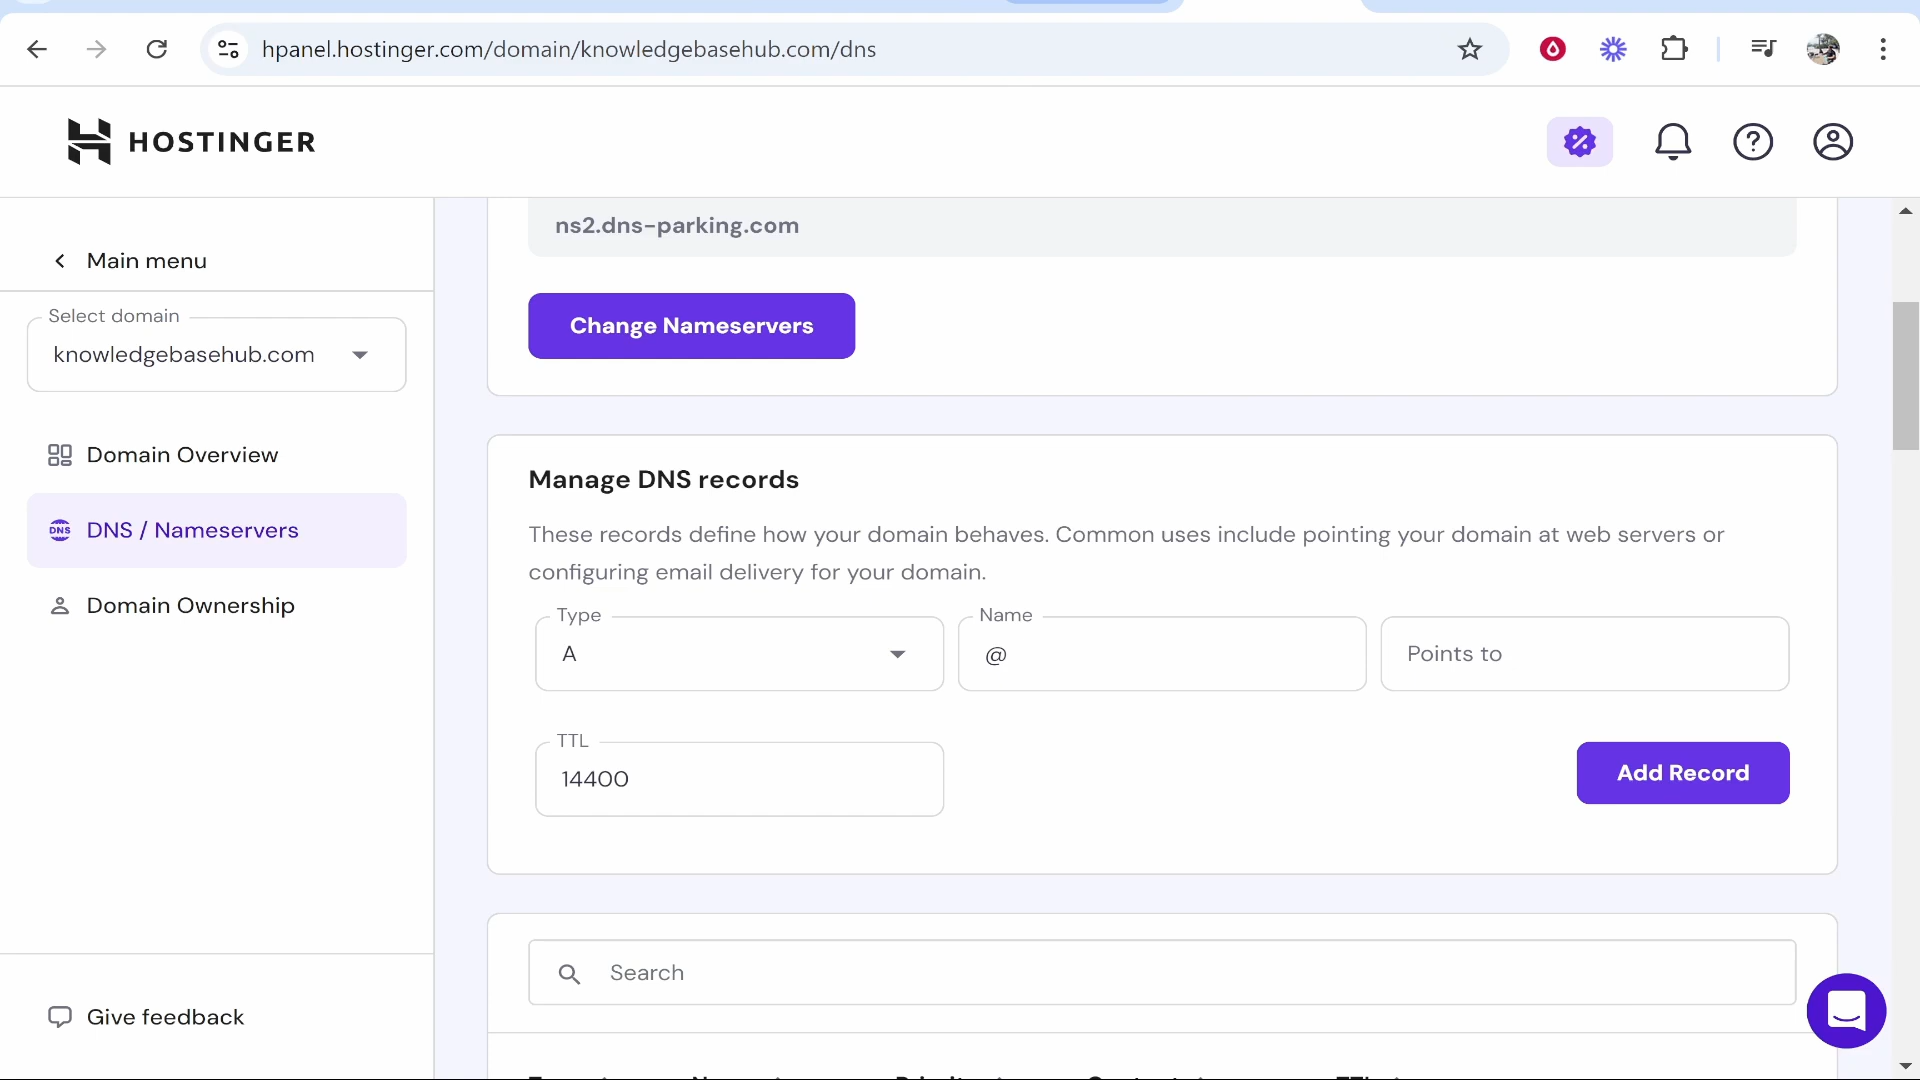 hpanel.hostinger.com/domain/knowledgebasehub.com/dns
HOSTINGER
Main menu
Select domain
knowledgebasehub.com
Domain Overview
DNS
DNS / Nameservers
Domain Ownership
Give feedback
ns2.dns-parking.com
Change Nameservers
Manage DNS records
These records define how your domain behaves. Common uses include pointing your domain at web servers or
configuring email delivery for your domain.
Type
A
Name
@
Points to
TTL
14400
Add Record
Search